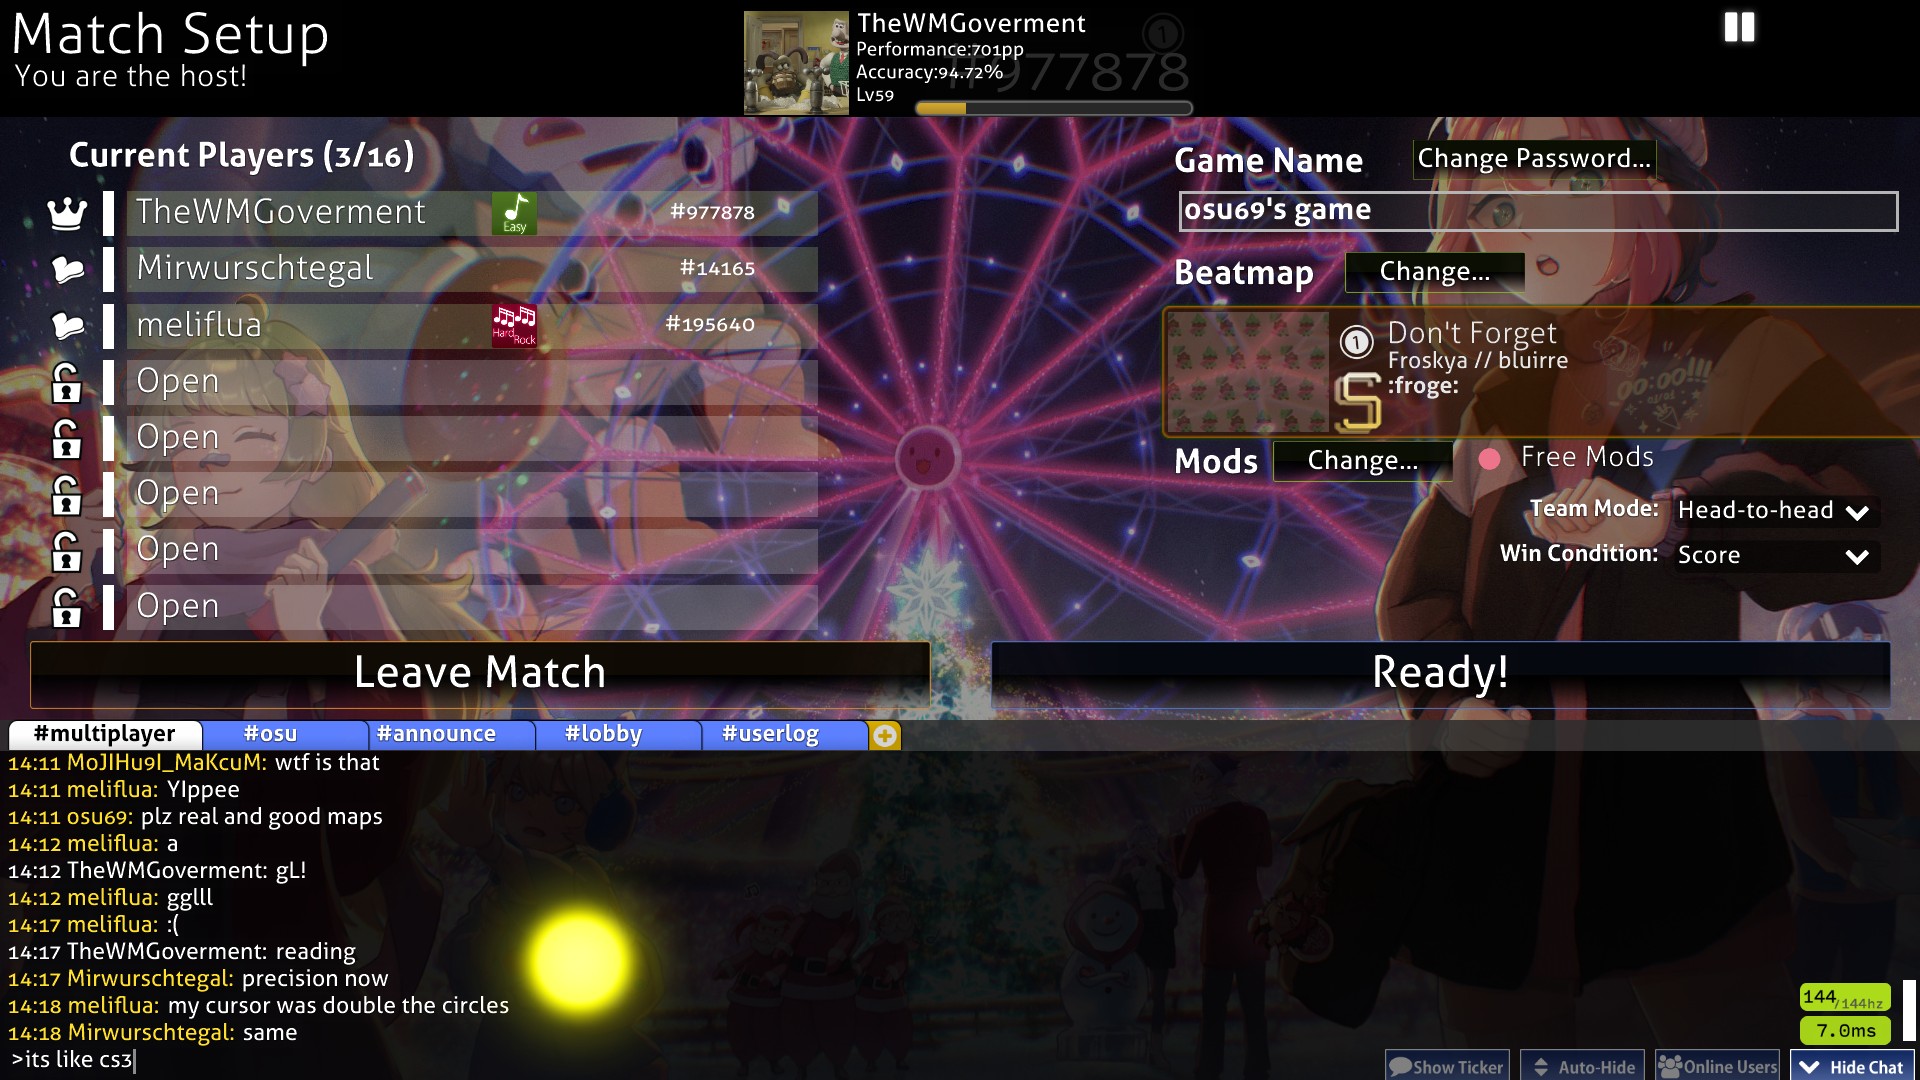 Match Setup
You are the host!
TheWMGoverment
Performance:701pp
Accuracy:94.72%
Lv59
1
#977878
Current Players (3/16)
TheWMGoverment
Easy
#977878
Mirwurschtegal
#14165
meliflua
Hard Rock
#195640
Open
Open
Open
Open
Open
Game Name
Change Password...
osu69's game
Beatmap
Change...
1
Don't Forget
Froskya // bluirre
:froge:
S
00:00!!!
Mods
Change...
Free Mods
Team Mode:
Head-to-head
Win Condition:
Score
Leave Match
Ready!
#multiplayer
#osu
#announce
#lobby
#userlog
14:11 MoJIHu9I_MaKcuM: wtf is that
14:11 meliflua: YIppee
14:11 osu69: plz real and good maps
14:12 meliflua: a
14:12 TheWMGoverment: gL!
14:12 meliflua: gglll
14:17 meliflua: :(
14:17 TheWMGoverment: reading
14:17 Mirwurschtegal: precision now
14:18 meliflua: my cursor was double the circles
14:18 Mirwurschtegal: same
>its like cs3
144/144hz
7.0ms
Show Ticker
Auto-Hide
Online Users
Hide Chat